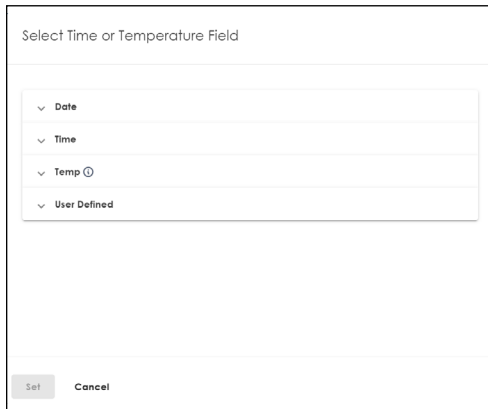 Select Time or Temperature Field
Date
Time
Temp
User Defined
Set Cancel